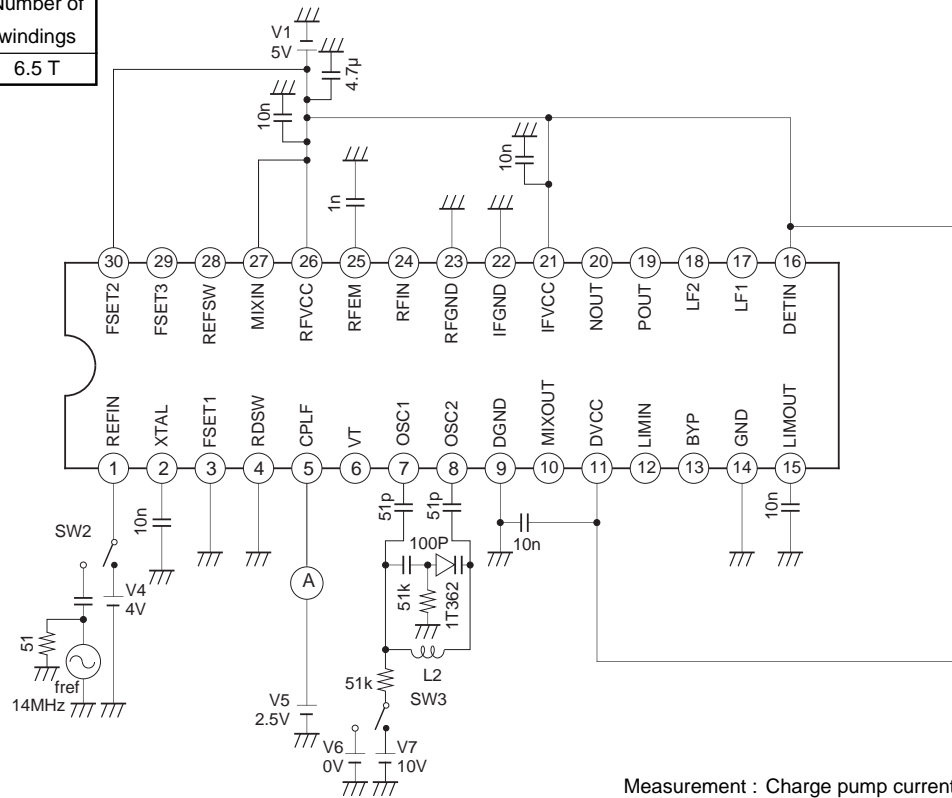 Number of
windings
6.5 T
V1
5V
4.7μ
10n
1n
10n
30 29 28 27 26 25 24 23 22 21 20 19 18 17 16
FSET2 FSET3 REFSW MIXIN RFVCC RFEM RFIN RFGND IFGND IFVCC NOUT POUT LF2 LF1 DETIN
REFIN XTAL FSET1 RDSW CPLF VT OSC1 OSC2 DGND MIXOUT DVCC LIMIN BYP GND LIMOUT
1 2 3 4 5 6 7 8 9 10 11 12 13 14 15
SW2
10n
51p
51p
10n
10n
100P
A
51k
1T362
V4
4V
51
fref
14MHz
L2
51k
SW3
V5
2.5V
V6
0V
V7
10V
Measurement : Charge pump current